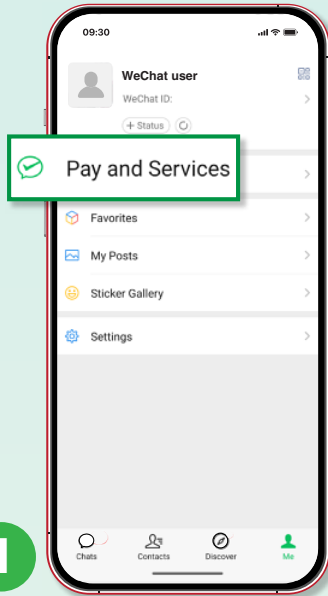 09:30
WeChat user
WeChat ID:
+ Status
Pay and Services
Favorites
My Posts
Sticker Gallery
Settings
Chats Contacts Discover Me